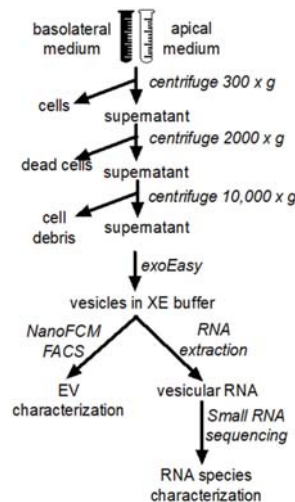 basolateral medium
apical medium
centrifuge 300 x g
cells
supernatant
centrifuge 2000 x g
dead cells
supernatant
centrifuge 10,000 x g
cell debris
supernatant
exoEasy
vesicles in XE buffer
NanoFCM
FACS
RNA extraction
EV characterization
vesicular RNA
Small RNA sequencing
RNA species characterization